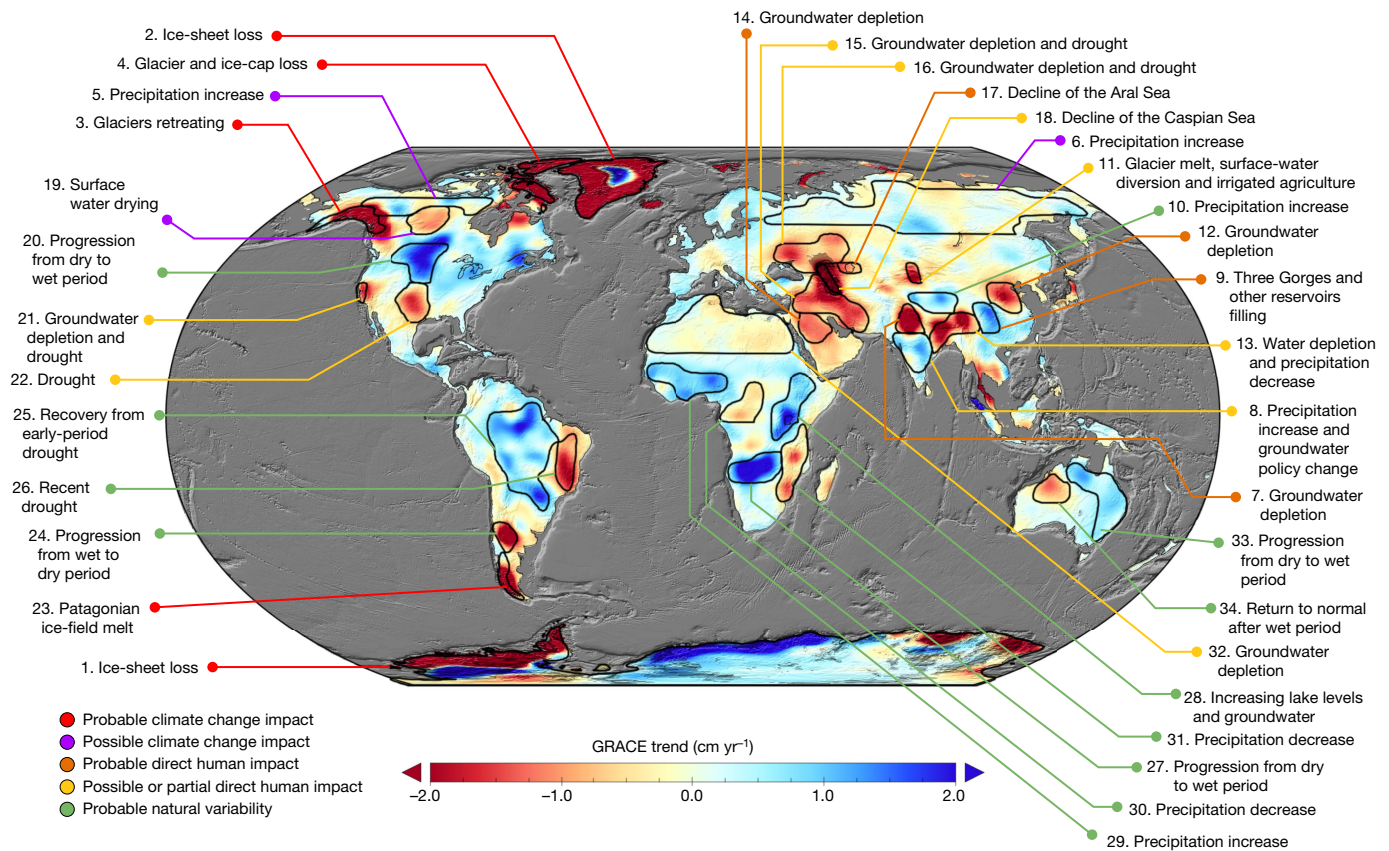 2. Ice-sheet loss
4. Glacier and ice-cap loss
5. Precipitation increase
3. Glaciers retreating
19. Surface
water drying
20. Progression
from dry to
wet period
21. Groundwater
depletion and
drought
22. Drought
25. Recovery from
early-period
drought
26. Recent
drought
24. Progression
from wet to
dry period
23. Patagonian
ice-field melt
1. Ice-sheet loss
14. Groundwater depletion
15. Groundwater depletion and drought
16. Groundwater depletion and drought
17. Decline of the Aral Sea
18. Decline of the Caspian Sea
6. Precipitation increase
11. Glacier melt, surface-water
diversion and irrigated agriculture
10. Precipitation increase
12. Groundwater
depletion
9. Three Gorges and
other reservoirs
filling
13. Water depletion
and precipitation
decrease
8. Precipitation
increase and
groundwater
policy change
7. Groundwater
depletion
33. Progression
from dry to wet
period
34. Return to normal
after wet period
32. Groundwater
depletion
28. Increasing lake levels
and groundwater
31. Precipitation decrease
27. Progression from dry
to wet period
30. Precipitation decrease
29. Precipitation increase
Probable climate change impact
Possible climate change impact
Probable direct human impact
Possible or partial direct human impact
Probable natural variability
GRACE trend (cm yr⁻¹)
−2.0 −1.0 0.0 1.0 2.0